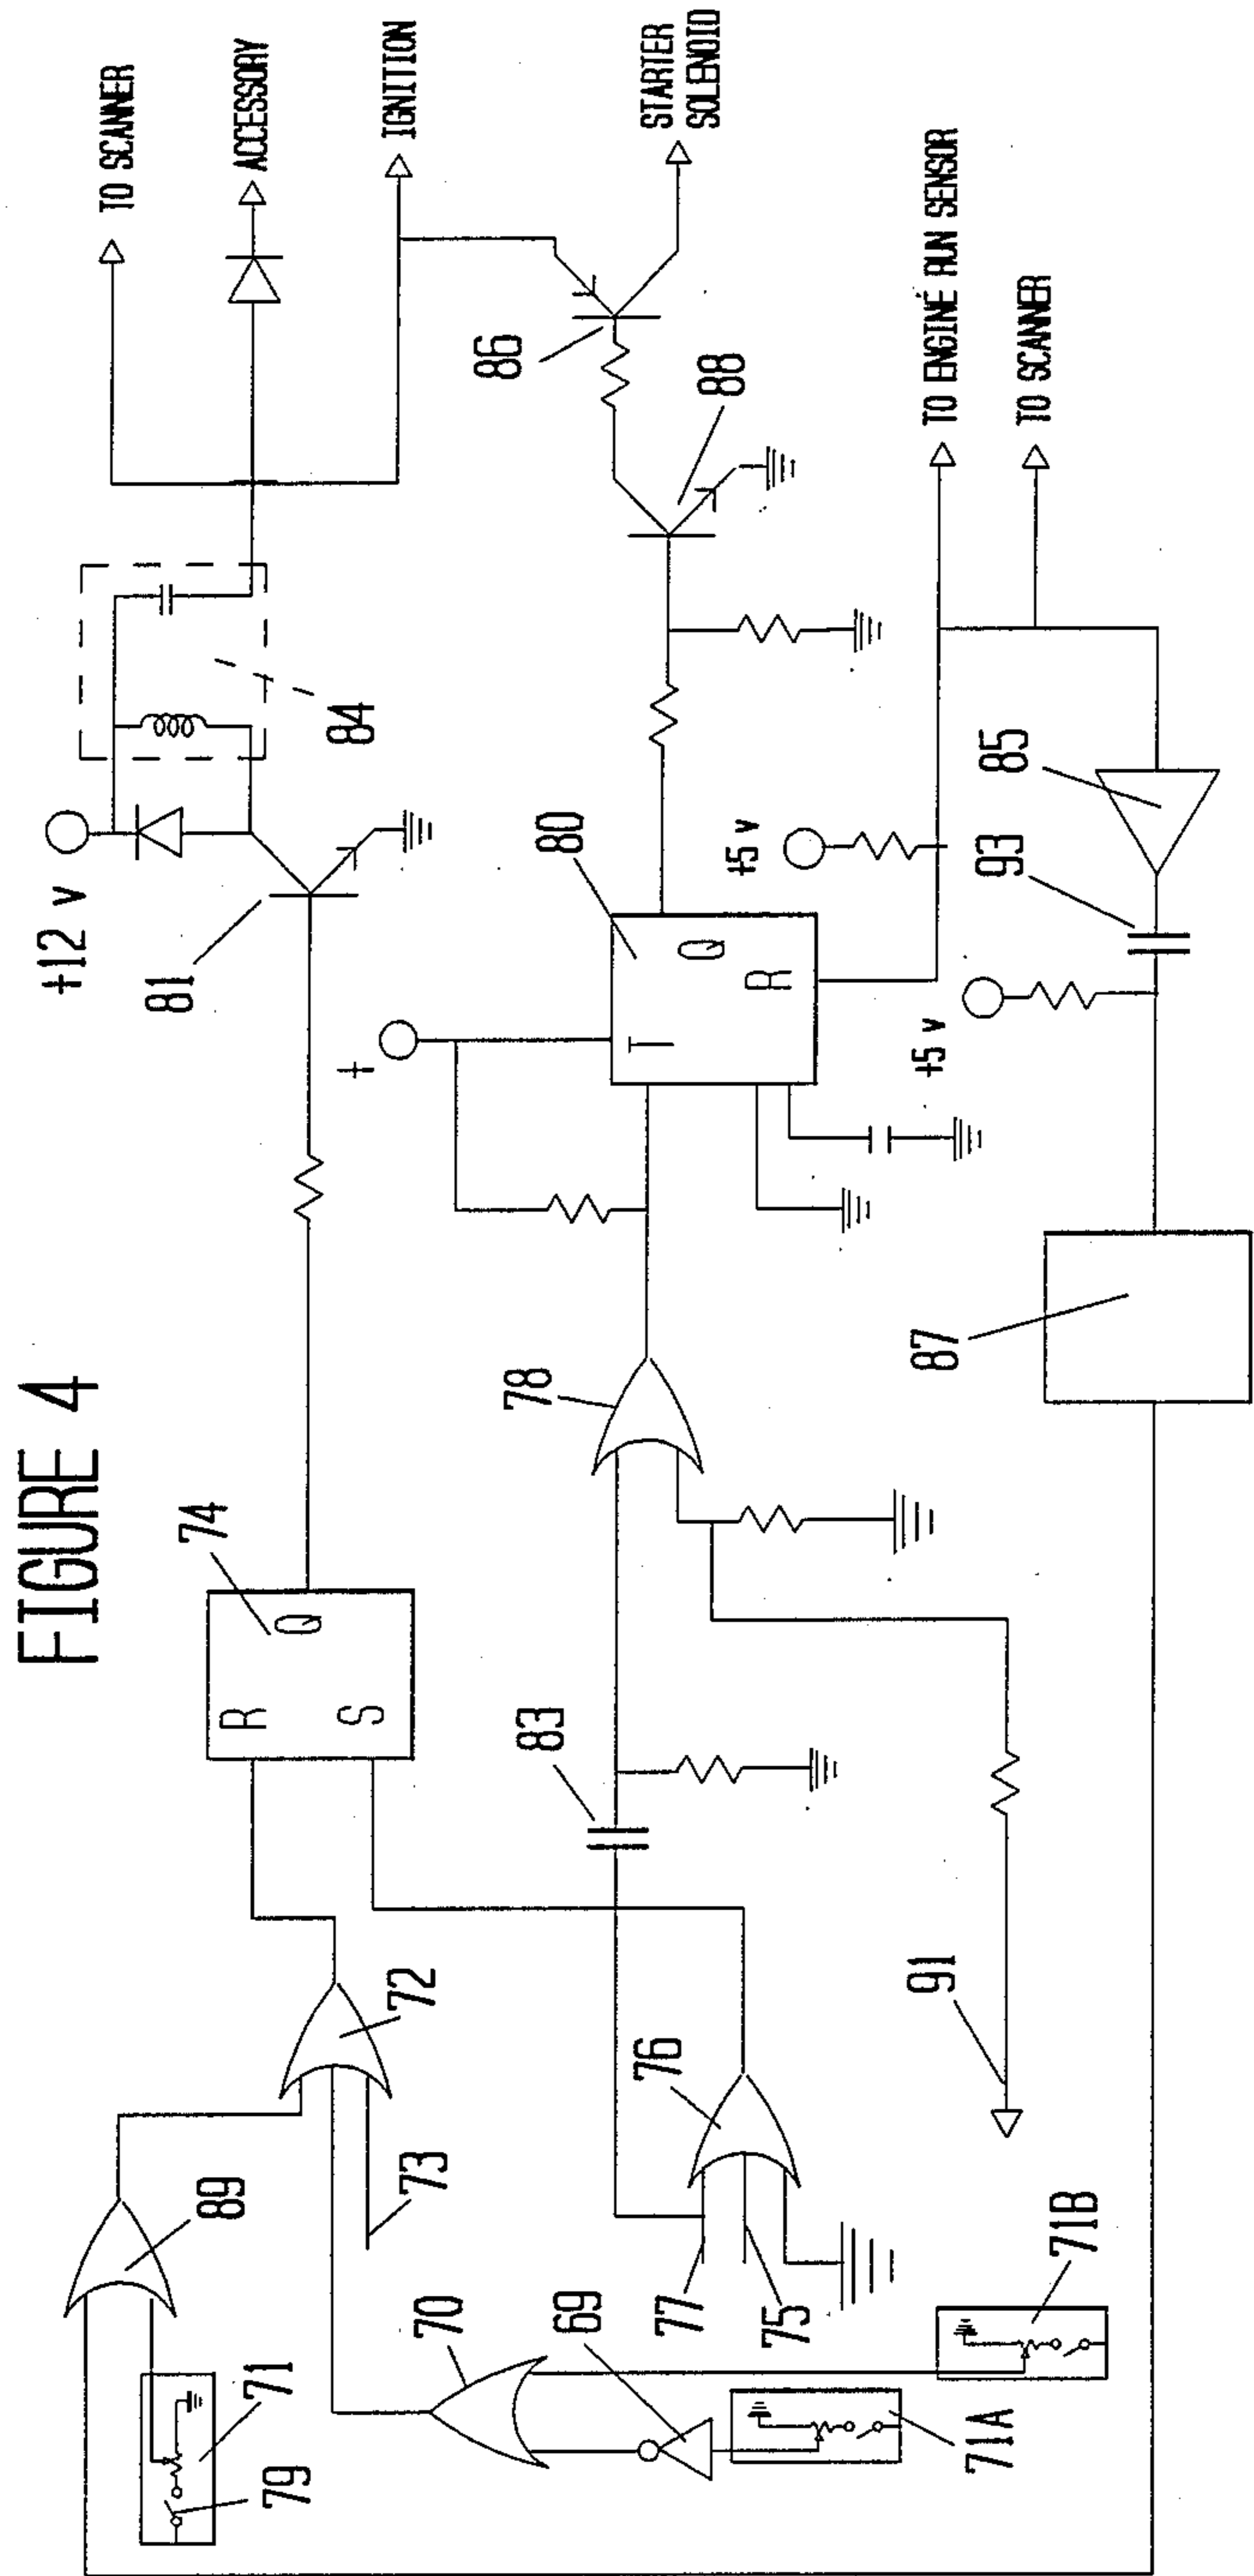 FIGURE 4
TO SCANNER
ACCESSORY
IGNITION
STARTER
SOLENOID
TO ENGINE RUN SENSOR
TO SCANNER
+12 v
84
81
86
88
80
T
Q
R
+
+5 v
+5 v
85
93
87
78
74
R
S
Q
83
72
73
76
77
75
91
89
71
79
70
69
71A
71B